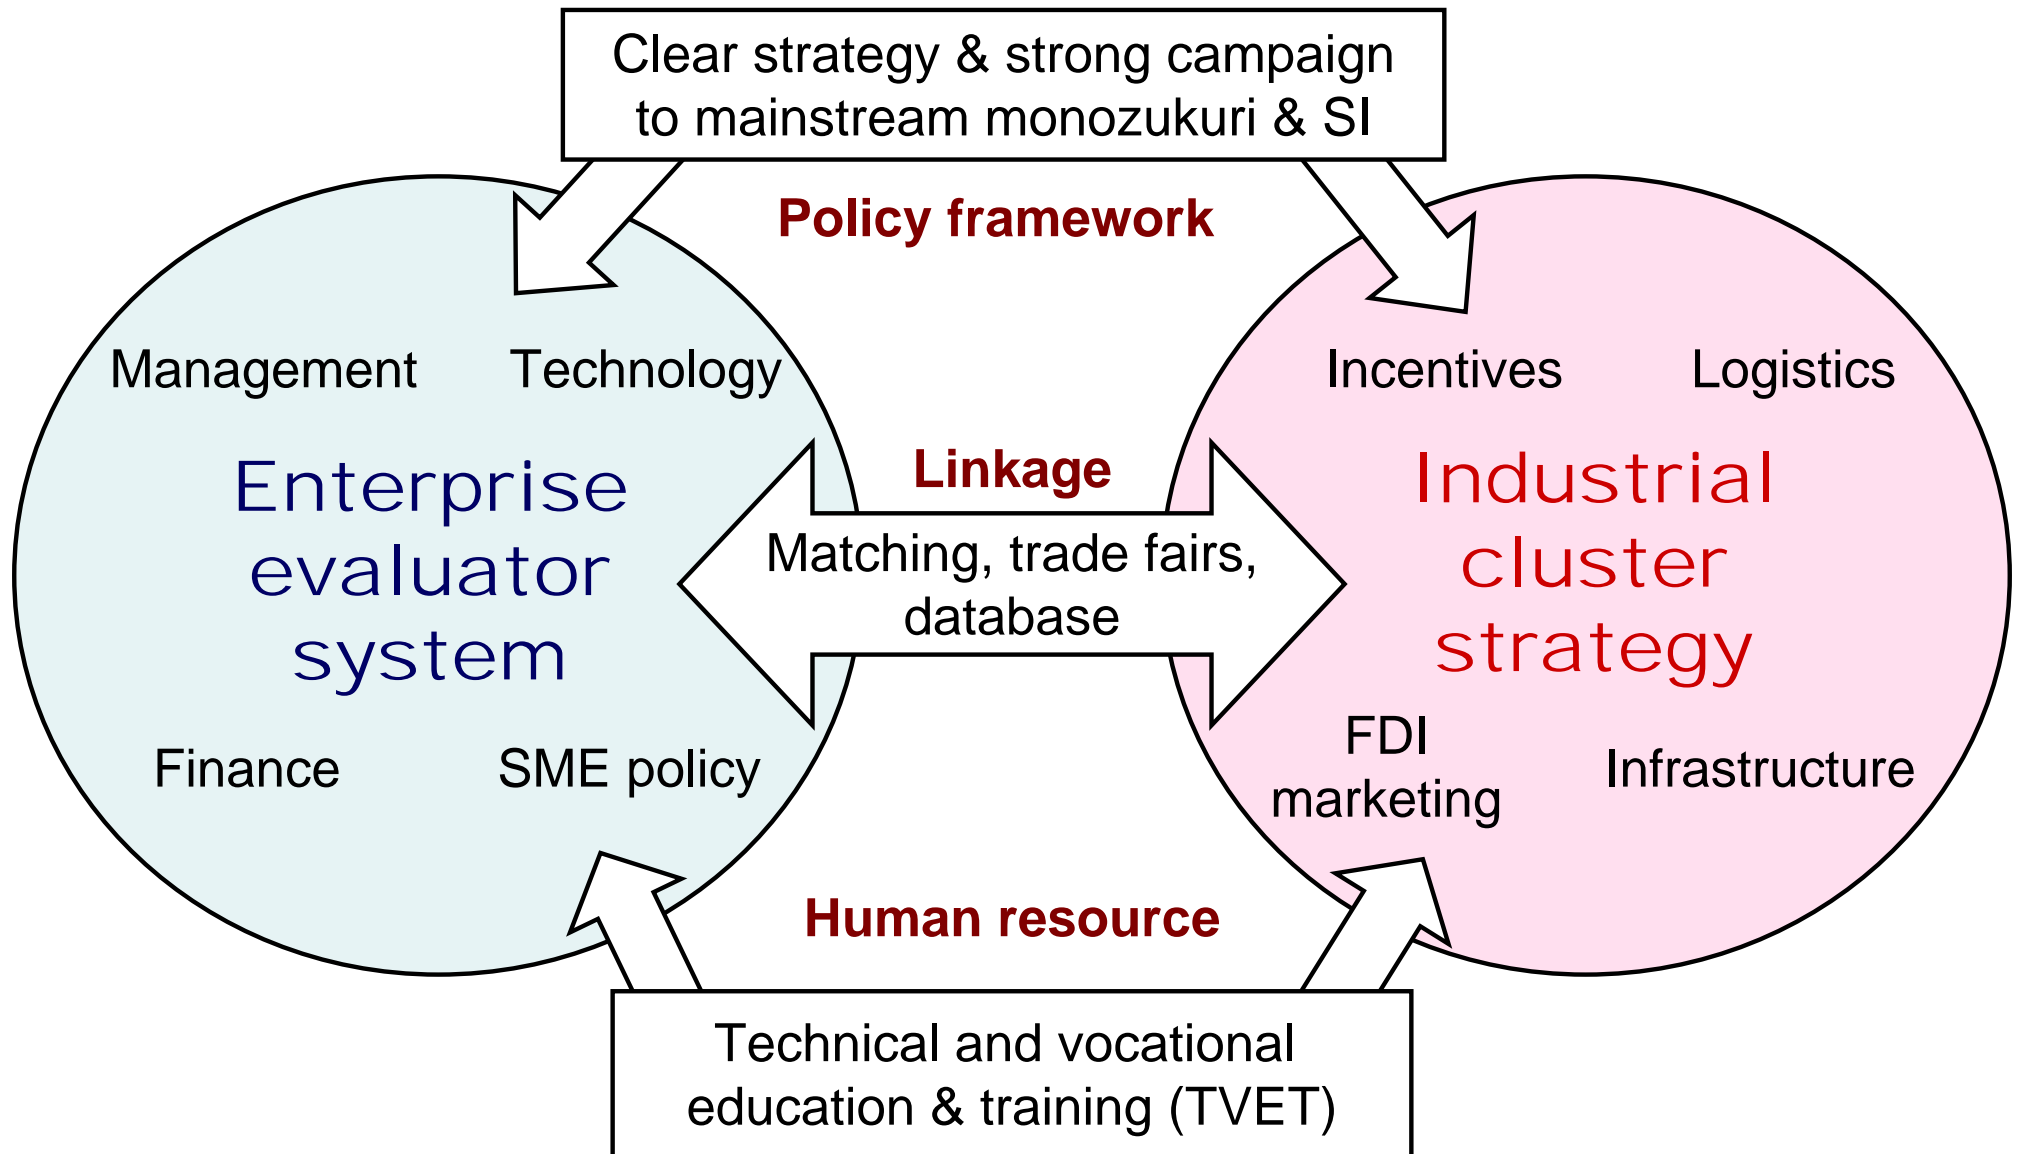 Clear strategy & strong campaign
to mainstream monozukuri & SI
Policy framework
Management
Technology
Incentives
Logistics
Enterprise
evaluator
system
Linkage
Matching, trade fairs,
database
Industrial
cluster
strategy
Finance
SME policy
FDI
marketing
Infrastructure
Human resource
Technical and vocational
education & training (TVET)